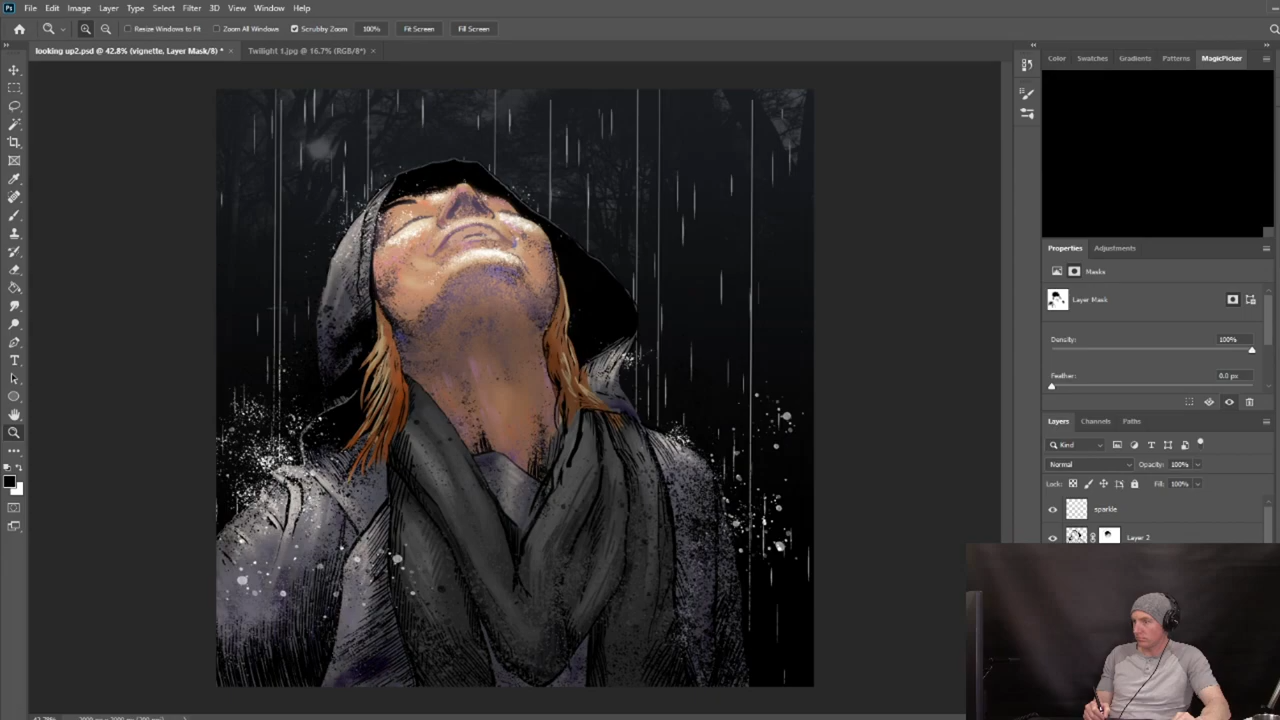 Ps File Edit Image Layer Type Select Filter 3D View Window Help
Resize Windows to Fit Zoom All Windows Scrubby Zoom 100% Fit Screen Fill Screen
looking up2.psd @ 42.8% (vignette, Layer Mask/8) * × Twilight 1.jpg @ 16.7% (RGB/8*) ×
Color Swatches Gradients Patterns MagicPicker
Properties Adjustments
Masks
Layer Mask
Density: 100%
Feather: 0.0 px
Layers Channels Paths
Kind
Normal Opacity: 100%
Lock: Fill: 100%
sparkle
Layer 2